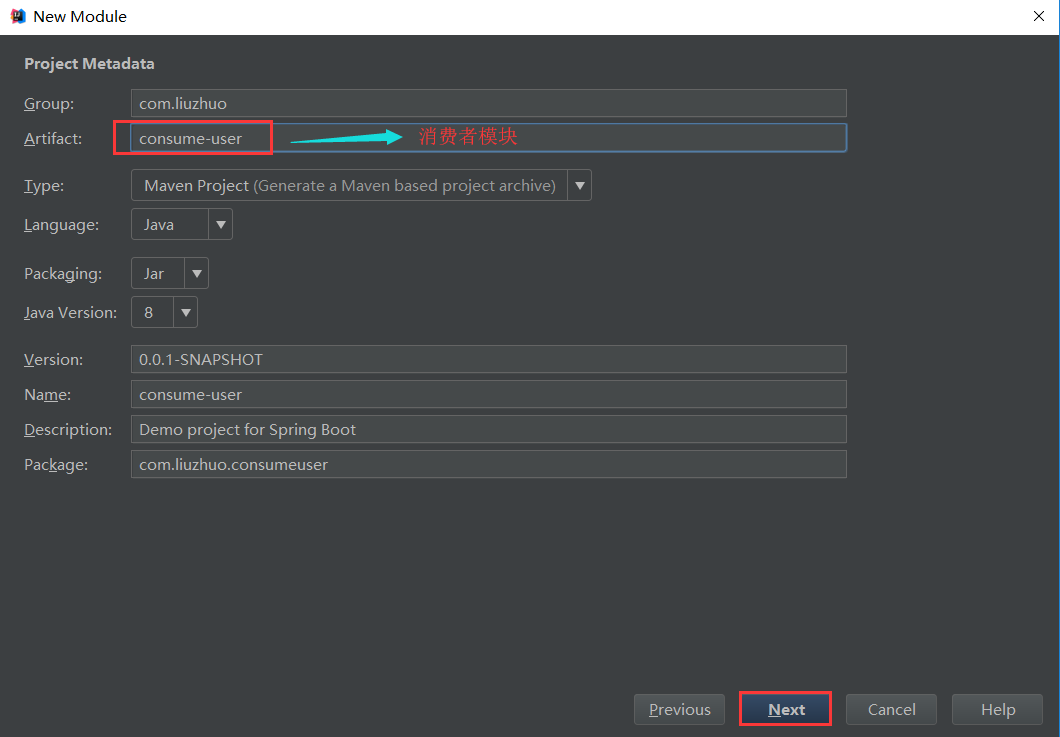 New Module
Project Metadata
Group: com.liuzhuo
Artifact: consume-user 消费者模块
Type: Maven Project (Generate a Maven based project archive)
Language: Java
Packaging: Jar
Java Version: 8
Version: 0.0.1-SNAPSHOT
Name: consume-user
Description: Demo project for Spring Boot
Package: com.liuzhuo.consumeuser
Previous Next Cancel Help